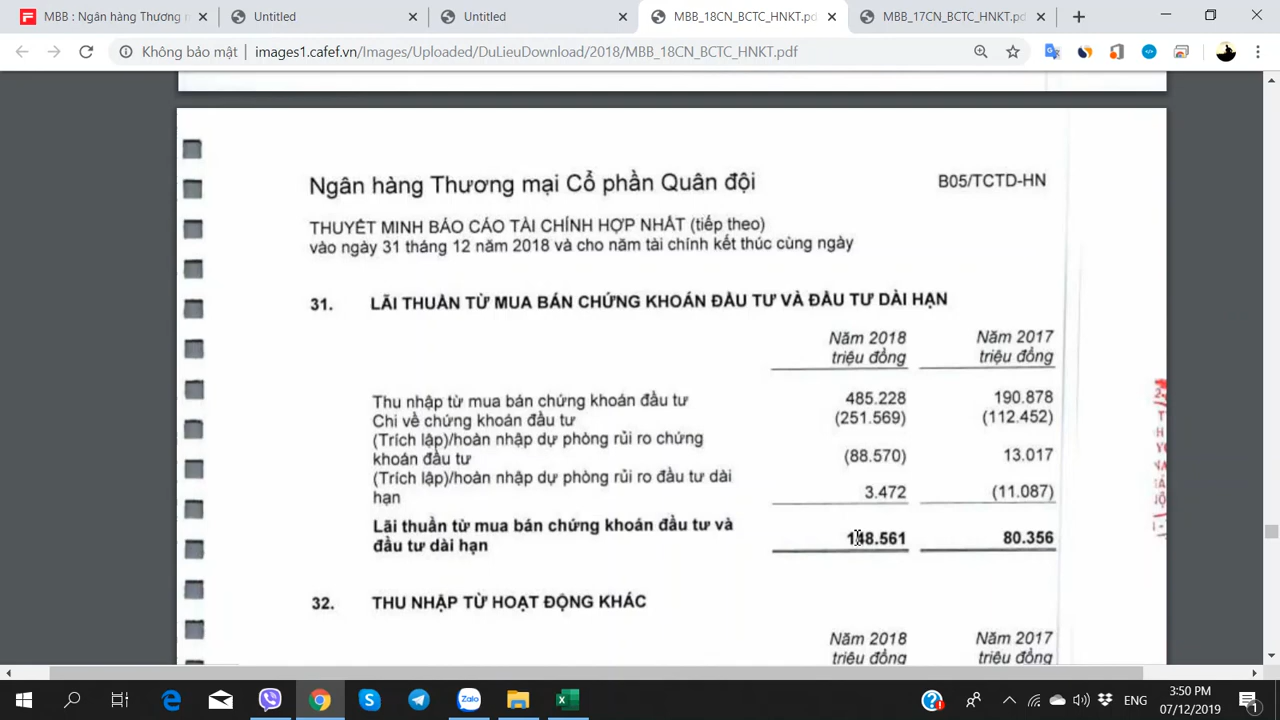 MBB : Ngân hàng Thương
Untitled
Untitled
MBB_18CN_BCTC_HNKT.pdf
MBB_17CN_BCTC_HNKT.pd
Không bảo mật
images1.cafef.vn/Images/Uploaded/DuLieuDownload/2018/MBB_18CN_BCTC_HNKT.pdf
Ngân hàng Thương mại Cổ phần Quân đội
B05/TCTD-HN
THUYẾT MINH BÁO CÁO TÀI CHÍNH HỢP NHẤT (tiếp theo)
vào ngày 31 tháng 12 năm 2018 và cho năm tài chính kết thúc cùng ngày
31. LÃI THUẦN TỪ MUA BÁN CHỨNG KHOÁN ĐẦU TƯ VÀ ĐẦU TƯ DÀI HẠN
Năm 2018 Năm 2017
triệu đồng triệu đồng
Thu nhập từ mua bán chứng khoán đầu tư 485.228 190.878
Chi về chứng khoán đầu tư (251.569) (112.452)
(Trích lập)/hoàn nhập dự phòng rủi ro chứng
khoán đầu tư (88.570) 13.017
(Trích lập)/hoàn nhập dự phòng rủi ro đầu tư dài
hạn 3.472 (11.087)
Lãi thuần từ mua bán chứng khoán đầu tư và
đầu tư dài hạn 148.561 80.356
32. THU NHẬP TỪ HOẠT ĐỘNG KHÁC
Năm 2018 Năm 2017
triệu đồng triệu đồng
Zalo
ENG
3:50 PM
07/12/2019